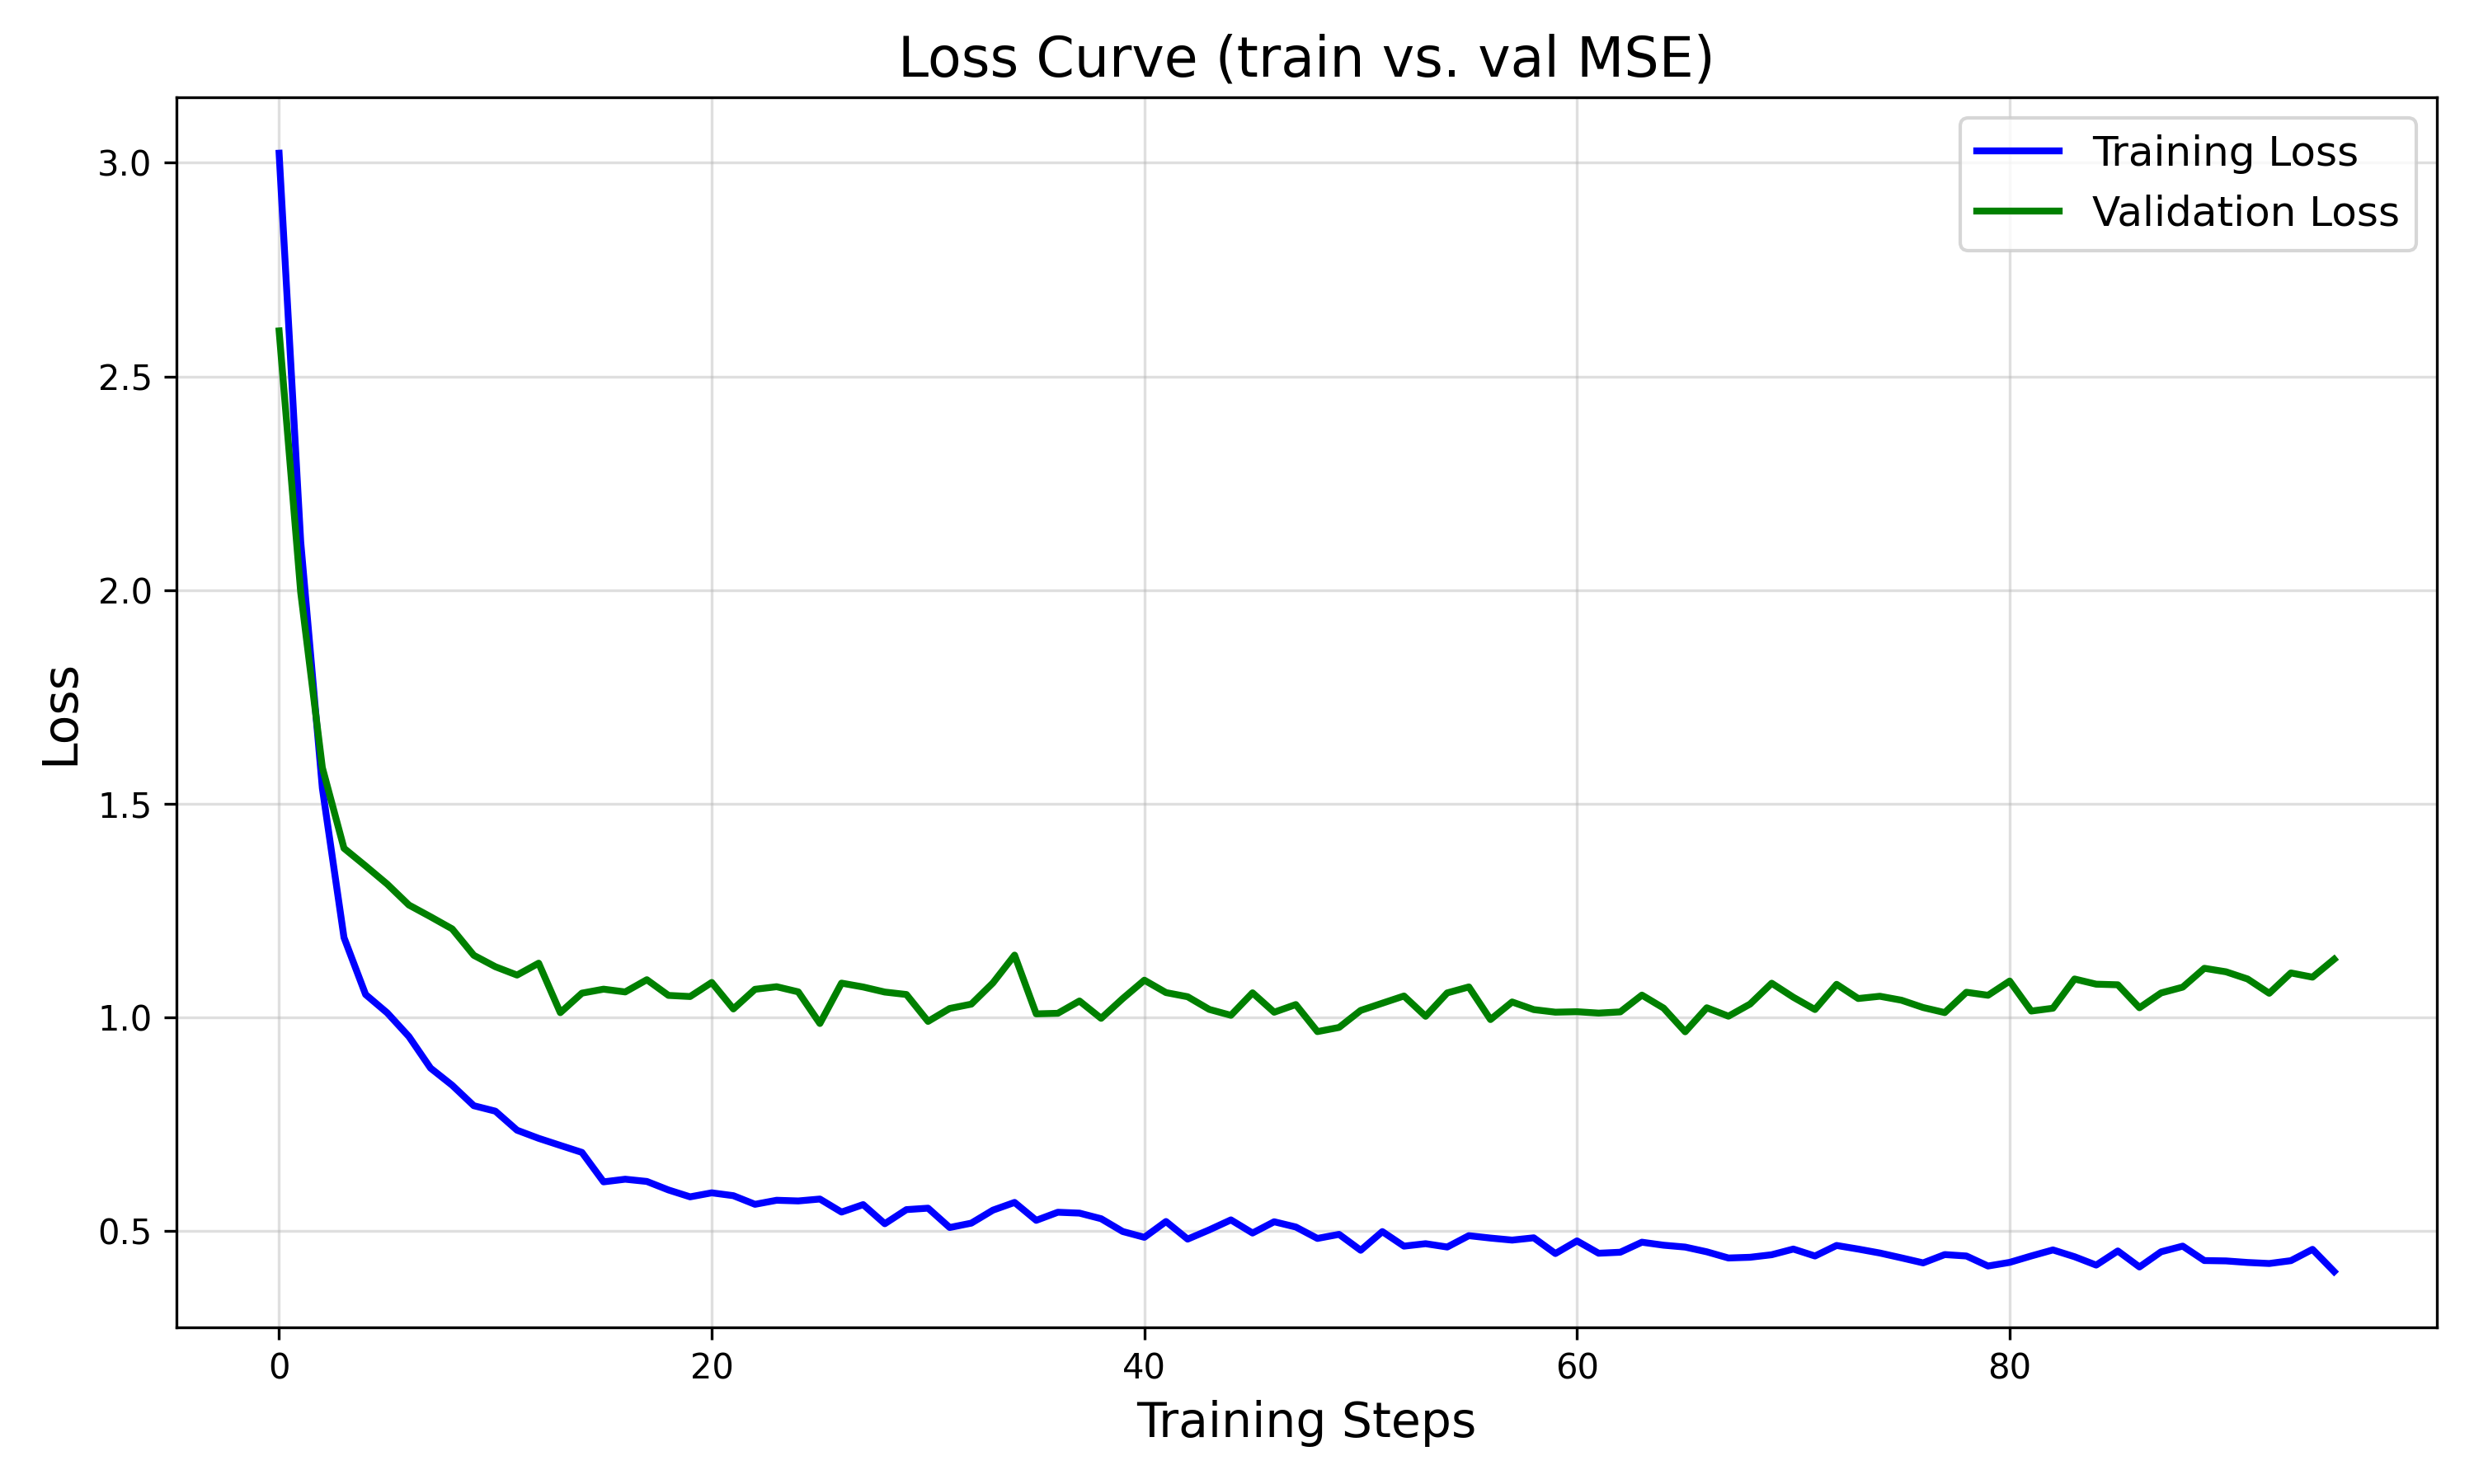 Loss Curve (train vs. val MSE)
Training Loss
Validation Loss
3.0
2.5
2.0
1.5
1.0
0.5
Loss
0 20 40 60 80
Training Steps